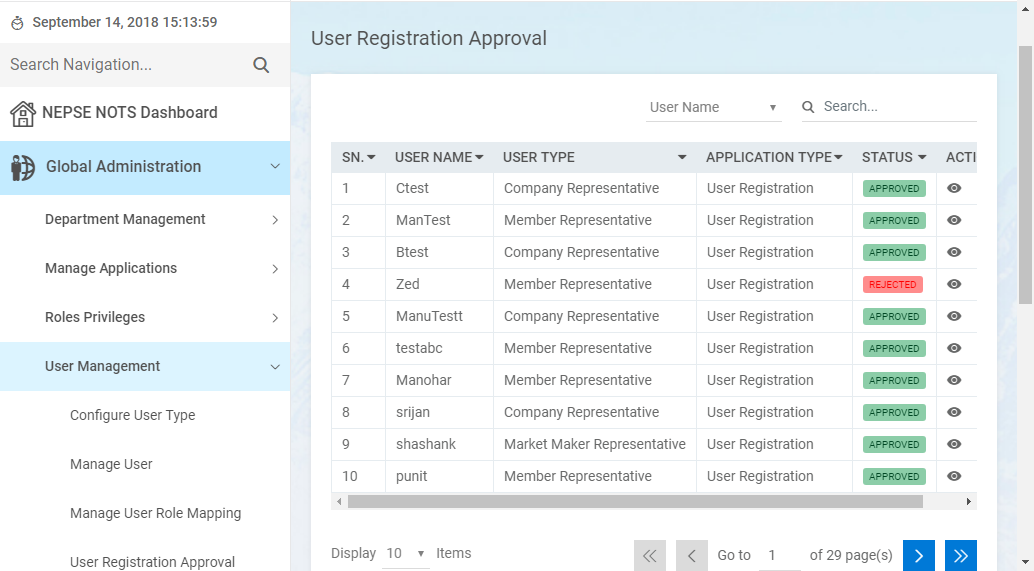 September 14, 2018 15:13:59
Search Navigation...
NEPSE NOTS Dashboard
Global Administration
Department Management
Manage Applications
Roles Privileges
User Management
Configure User Type
Manage User
Manage User Role Mapping
User Registration Approval
User Registration Approval
User Name Search...
SN. USER NAME USER TYPE APPLICATION TYPE STATUS ACTI
1 Ctest Company Representative User Registration APPROVED
2 ManTest Member Representative User Registration APPROVED
3 Btest Company Representative User Registration APPROVED
4 Zed Member Representative User Registration REJECTED
5 ManuTestt Company Representative User Registration APPROVED
6 testabc Member Representative User Registration APPROVED
7 Manohar Member Representative User Registration APPROVED
8 srijan Company Representative User Registration APPROVED
9 shashank Market Maker Representative User Registration APPROVED
10 punit Member Representative User Registration APPROVED
Display 10 Items Go to 1 of 29 page(s)